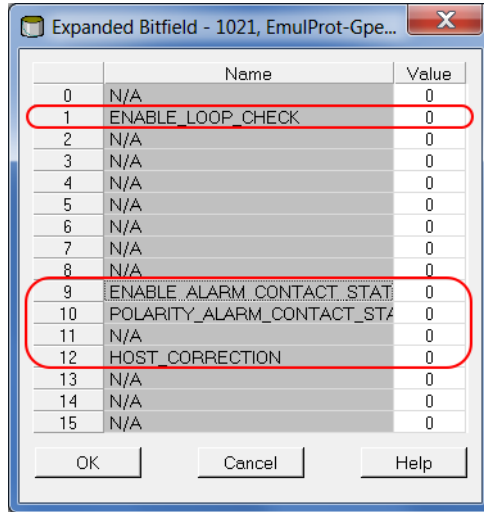 Expanded Bitfield - 1021, EmulProt-Gpe...
Name Value
0 N/A 0
1 ENABLE_LOOP_CHECK 0
2 N/A 0
3 N/A 0
4 N/A 0
5 N/A 0
6 N/A 0
7 N/A 0
8 N/A 0
9 ENABLE_ALARM_CONTACT_STAT 0
10 POLARITY_ALARM_CONTACT_STA 0
11 N/A 0
12 HOST_CORRECTION 0
13 N/A 0
14 N/A 0
15 N/A 0
OK Cancel Help